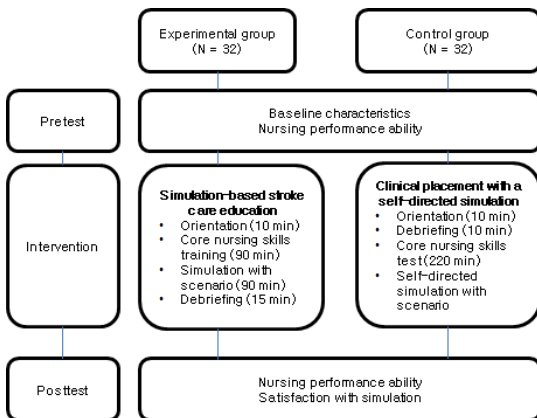 Experimental group
(N = 32)
Control group
(N = 32)
Pretest
Baseline characteristics
Nursing performance ability
Intervention
Simulation-based stroke
care education
• Orientation (10 min)
• Core nursing skills
training (90 min)
• Simulation with
scenario (90 min)
• Debriefing (15 min)
Clinical placement with a
self-directed simulation
• Orientation (10 min)
• Debriefing (10 min)
• Core nursing skills
test (220 min)
• Self-directed
simulation with
scenario
Posttest
Nursing performance ability
Satisfaction with simulation